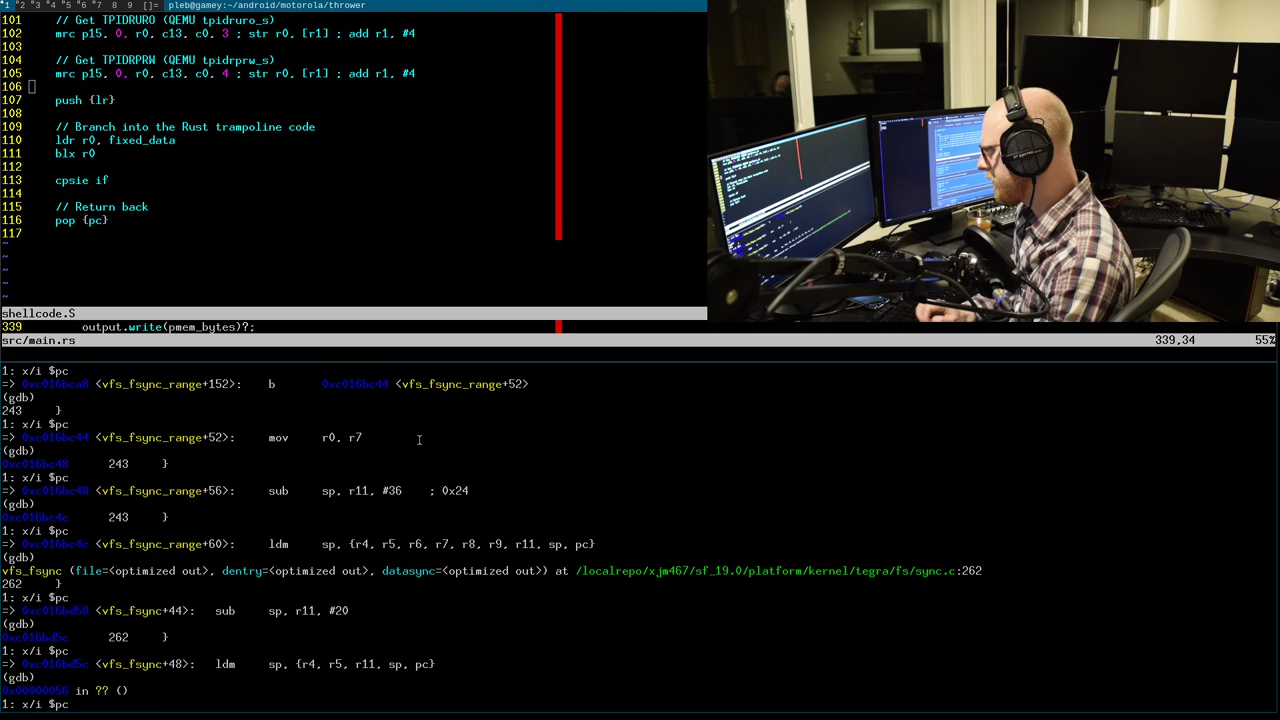 1 2 3 4 5 6 7 8 9 []= pleb@gamey:~/android/motorola/thrower
101 // Get TPIDRURO (QEMU tpidruro_s)
102 mrc p15, 0, r0, c13, c0, 3 ; str r0, [r1] ; add r1, #4
103
104 // Get TPIDRPRW (QEMU tpidrprw_s)
105 mrc p15, 0, r0, c13, c0, 4 ; str r0, [r1] ; add r1, #4
106
107 push {lr}
108
109 // Branch into the Rust trampoline code
110 ldr r0, fixed_data
111 blx r0
112
113 cpsie if
114
115 // Return back
116 pop {pc}
117
~
~
~
~
~
shellcode.S
339 output.write(pmem_bytes)?;
src/main.rs 339,34 55%
1: x/i $pc
=> 0xc016bca8 <vfs_fsync_range+152>: b 0xc016bc44 <vfs_fsync_range+52>
(gdb)
243 }
1: x/i $pc
=> 0xc016bc44 <vfs_fsync_range+52>: mov r0, r7
(gdb)
0xc016bc48 243 }
1: x/i $pc
=> 0xc016bc48 <vfs_fsync_range+56>: sub sp, r11, #36 ; 0x24
(gdb)
0xc016bc4c 243 }
1: x/i $pc
=> 0xc016bc4c <vfs_fsync_range+60>: ldm sp, {r4, r5, r6, r7, r8, r9, r11, sp, pc}
(gdb)
vfs_fsync (file=<optimized out>, dentry=<optimized out>, datasync=<optimized out>) at /localrepo/xjm467/sf_19.0/platform/kernel/tegra/fs/sync.c:262
262 }
1: x/i $pc
=> 0xc016bd58 <vfs_fsync+44>: sub sp, r11, #20
(gdb)
0xc016bd5c 262 }
1: x/i $pc
=> 0xc016bd5c <vfs_fsync+48>: ldm sp, {r4, r5, r11, sp, pc}
(gdb)
0x00000056 in ?? ()
1: x/i $pc